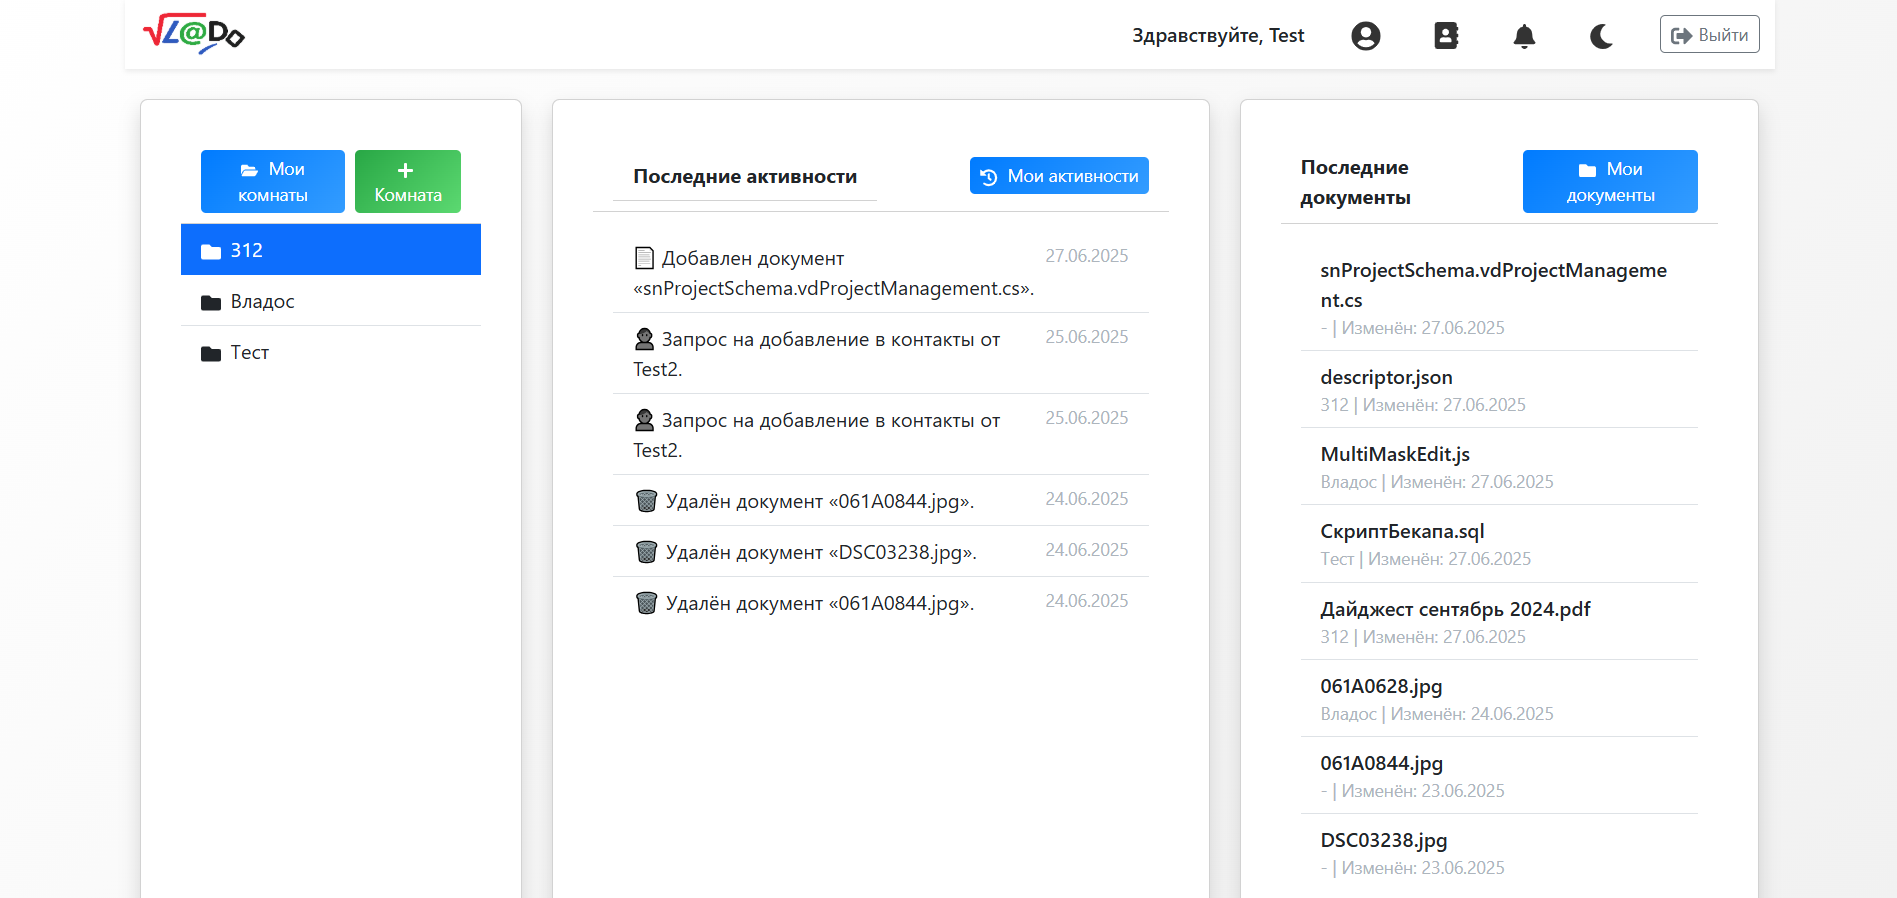 √L@Do
Здравствуйте, Test
Выйти
Мои
комнаты
Комната
312
Владос
Тест
Последние активности
Мои активности
Добавлен документ
«snProjectSchema.vdProjectManagement.cs».
27.06.2025
Запрос на добавление в контакты от
Test2.
25.06.2025
Запрос на добавление в контакты от
Test2.
25.06.2025
Удалён документ «061A0844.jpg».
24.06.2025
Удалён документ «DSC03238.jpg».
24.06.2025
Удалён документ «061A0844.jpg».
24.06.2025
Последние
документы
Мои
документы
snProjectSchema.vdProjectManageme
nt.cs
- | Изменён: 27.06.2025
descriptor.json
312 | Изменён: 27.06.2025
MultiMaskEdit.js
Владос | Изменён: 27.06.2025
СкриптБекапа.sql
Тест | Изменён: 27.06.2025
Дайджест сентябрь 2024.pdf
312 | Изменён: 27.06.2025
061A0628.jpg
Владос | Изменён: 24.06.2025
061A0844.jpg
- | Изменён: 23.06.2025
DSC03238.jpg
- | Изменён: 23.06.2025